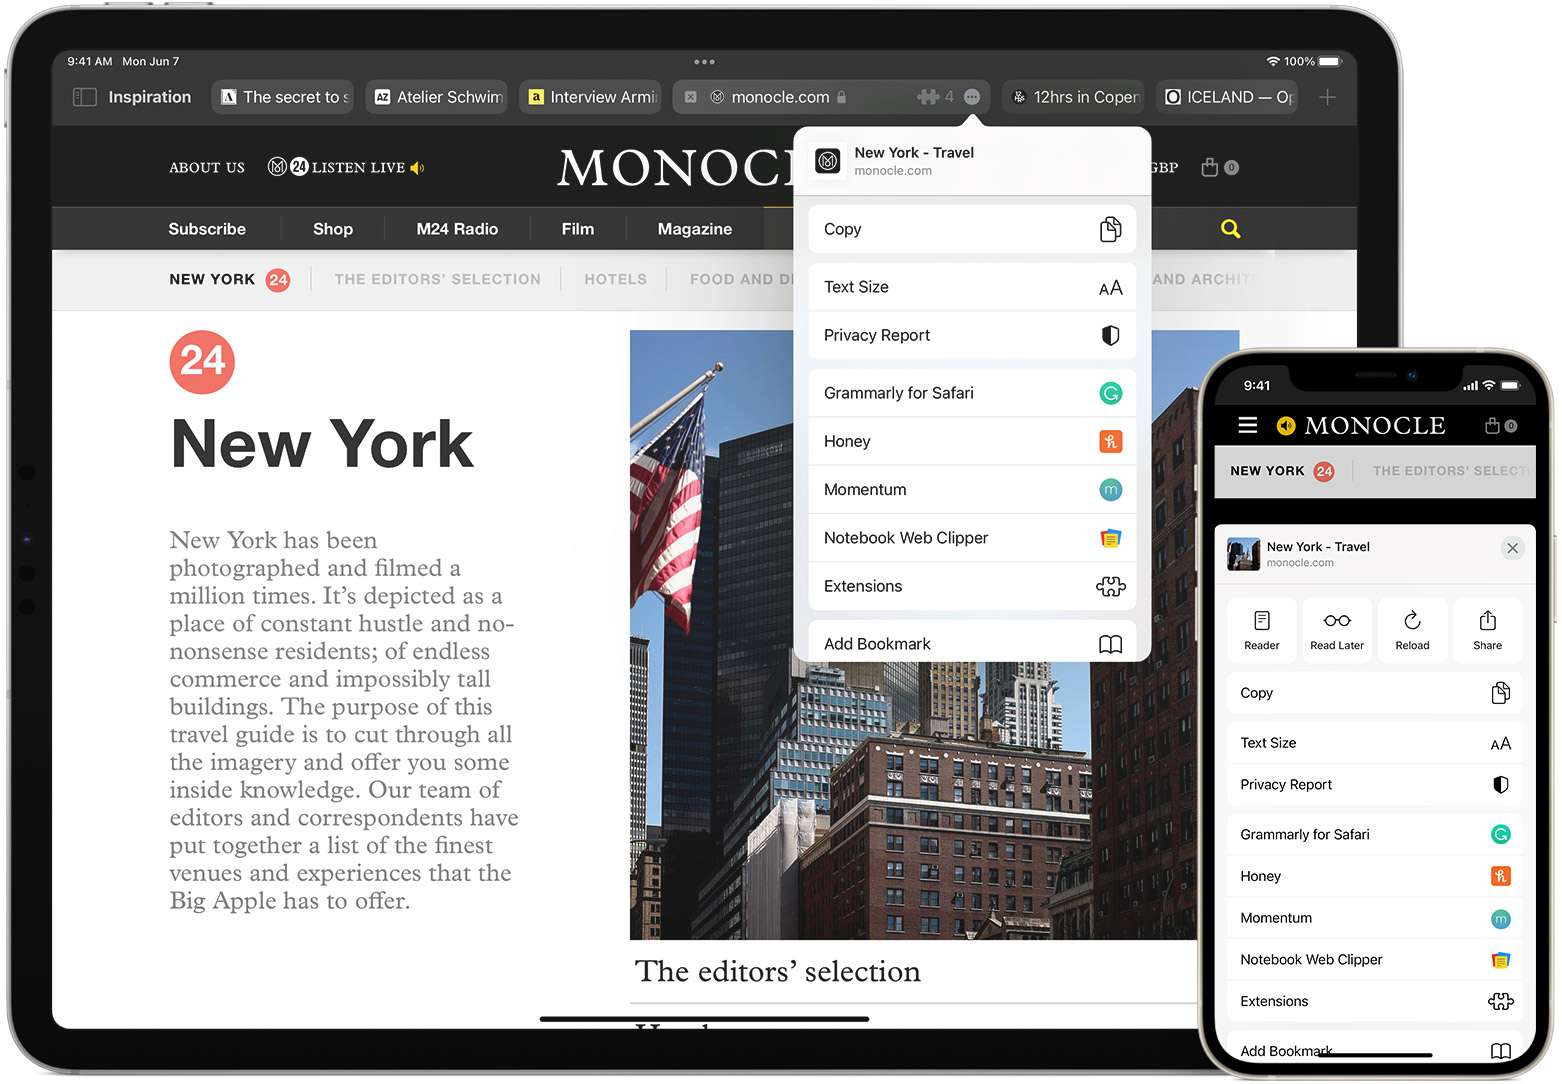 9:41 AM Mon Jun 7
100%
Inspiration
The secret to s
AZ Atelier Schwim
a Interview Armi
monocle.com
4
12hrs in Coper
ICELAND — Op
ABOUT US
24 LISTEN LIVE
MONOCL
GBP
0
Subscribe
Shop
M24 Radio
Film
Magazine
NEW YORK 24
THE EDITORS' SELECTION
HOTELS
FOOD AND D
AND ARCHIT
24
New York
New York has been
photographed and filmed a
million times. It's depicted as a
place of constant hustle and no-
nonsense residents; of endless
commerce and impossibly tall
buildings. The purpose of this
travel guide is to cut through all
the imagery and offer you some
inside knowledge. Our team of
editors and correspondents have
put together a list of the finest
venues and experiences that the
Big Apple has to offer.
The editors' selection
New York - Travel
monocle.com
Copy
Text Size AA
Privacy Report
Grammarly for Safari
Honey
Momentum m
Notebook Web Clipper
Extensions
Add Bookmark
9:41
MONOCLE
0
NEW YORK 24
THE EDITORS' SELECT
New York - Travel
monocle.com
Reader
Read Later
Reload
Share
Copy
Text Size AA
Privacy Report
Grammarly for Safari
Honey
Momentum m
Notebook Web Clipper
Extensions
Add Bookmark